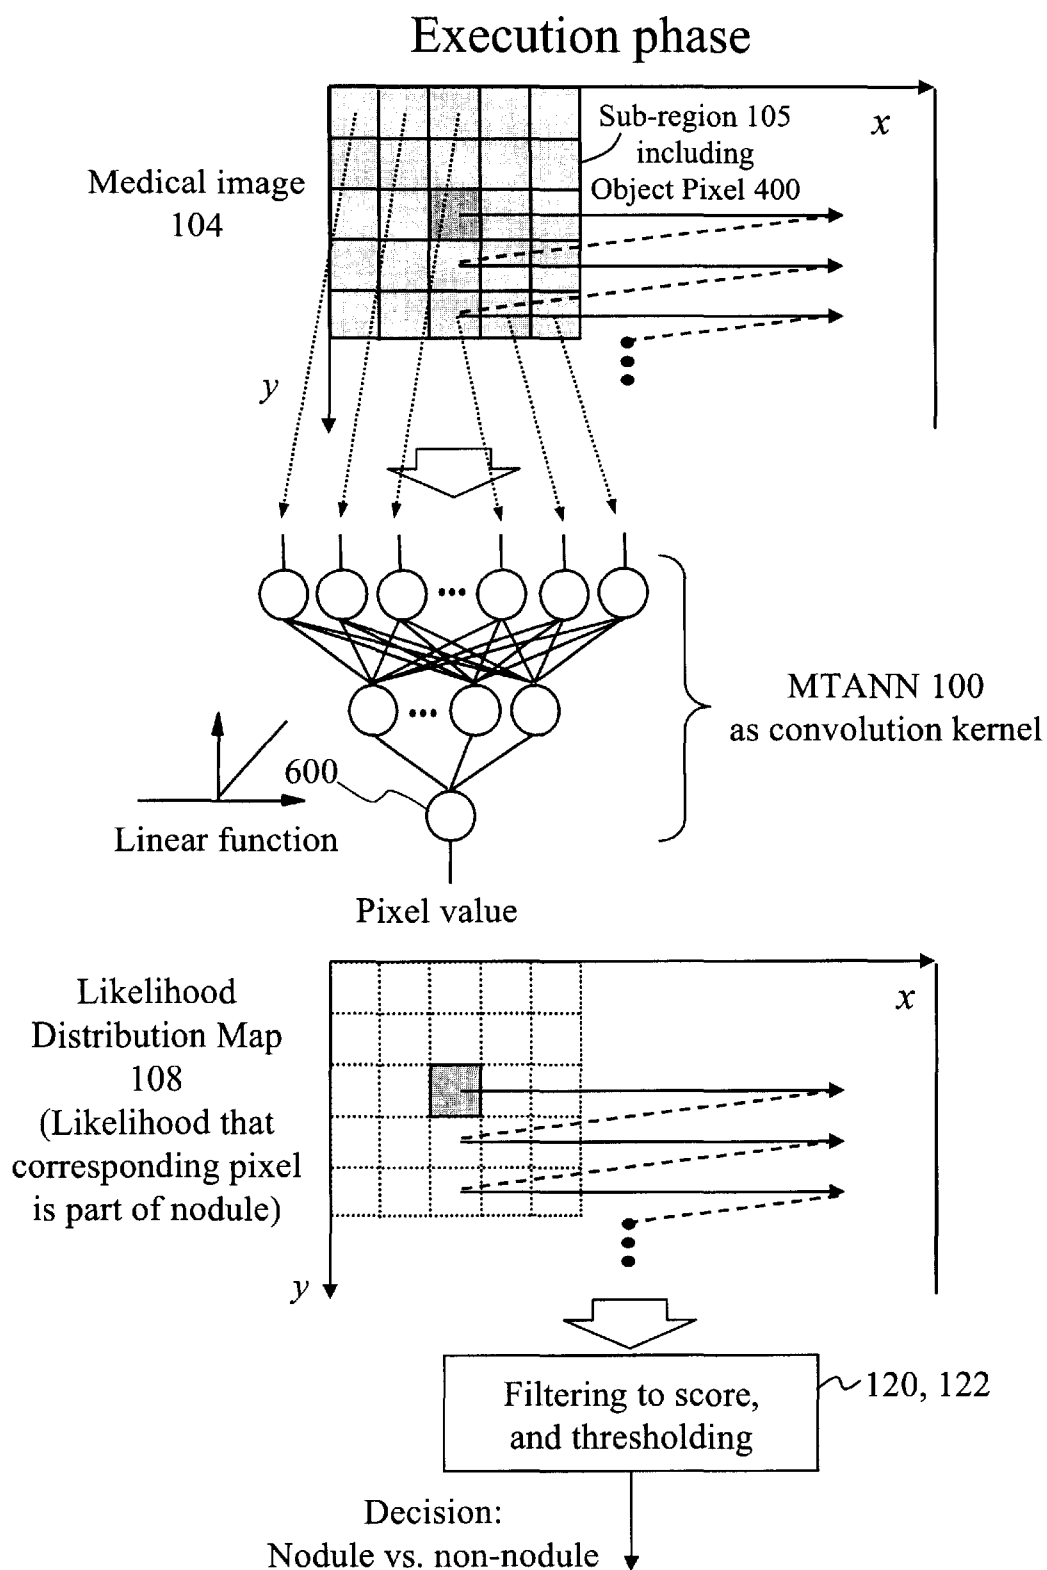 Execution phase
x
Sub-region 105
including
Object Pixel 400
Medical image
104
y
MTANN 100
as convolution kernel
600
Linear function
Pixel value
x
Likelihood
Distribution Map
108
(Likelihood that
corresponding pixel
is part of nodule)
y
Filtering to score,
and thresholding
120, 122
Decision:
Nodule vs. non-nodule